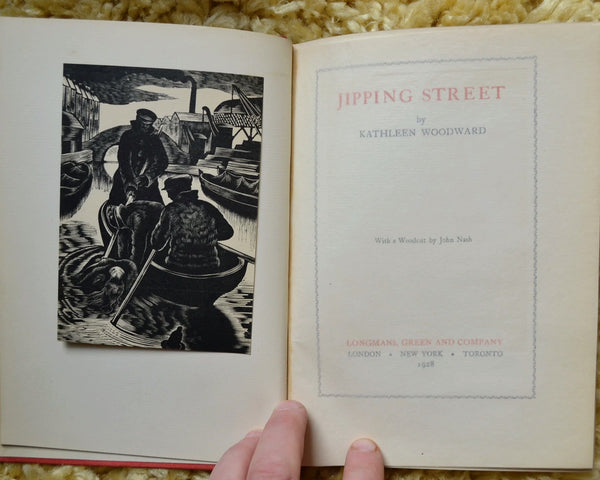 JIPPING STREET
by
KATHLEEN WOODWARD
With a Woodcut by John Nash
LONGMANS, GREEN AND COMPANY
LONDON • NEW YORK • TORONTO
1928